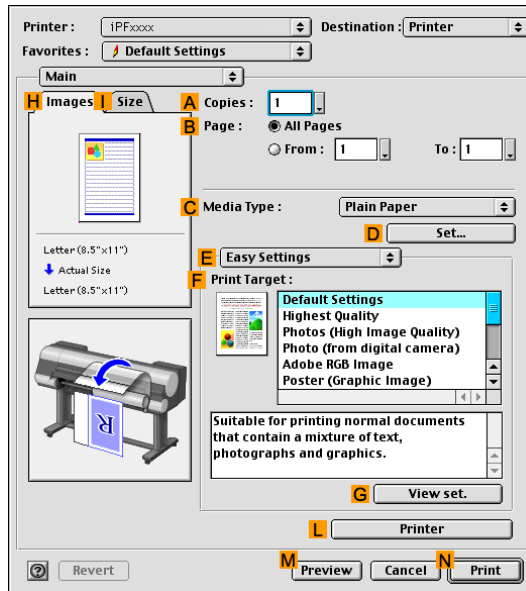 Printer : iPFxxxx Destination : Printer
Favorites : Default Settings
Main
H Images I Size
A Copies : 1
B Page : All Pages
From : 1 To : 1
C Media Type : Plain Paper
D Set...
Letter (8.5"x11")
Actual Size
Letter (8.5"x11")
E Easy Settings
F Print Target :
Default Settings
Highest Quality
Photos (High Image Quality)
Photo (from digital camera)
Adobe RGB Image
Poster (Graphic Image)
R
Suitable for printing normal documents
that contain a mixture of text,
photographs and graphics.
G View set.
L Printer
? Revert M Preview Cancel N Print